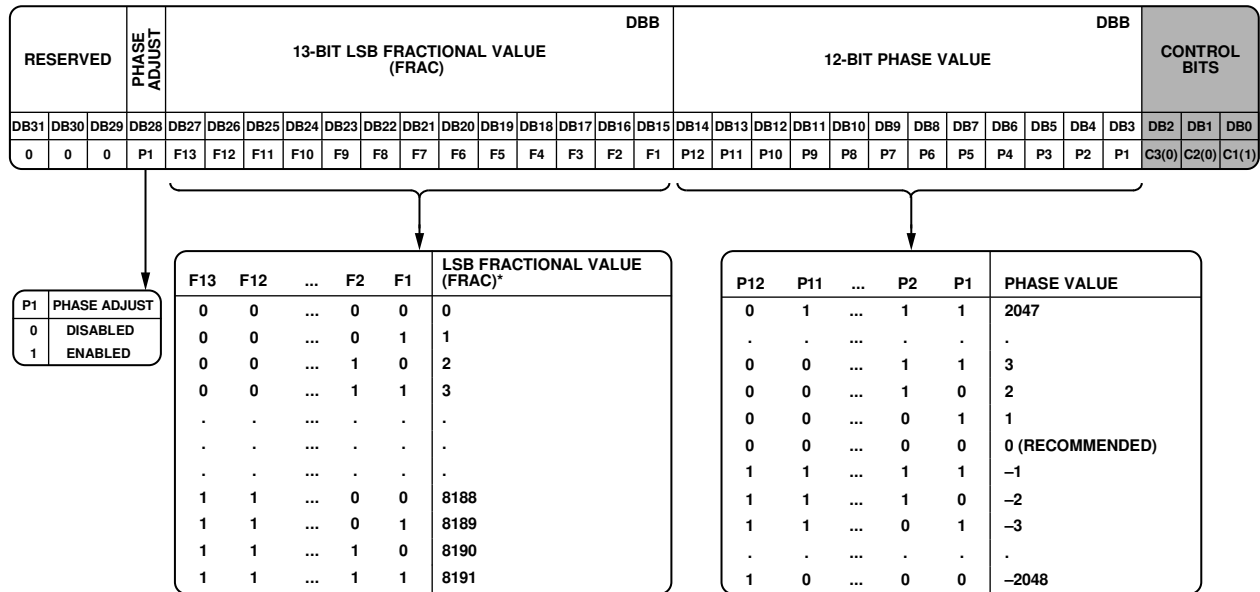 RESERVED
PHASE ADJUST
DBB
13-BIT LSB FRACTIONAL VALUE
(FRAC)
DBB
12-BIT PHASE VALUE
CONTROL
BITS
DB31 DB30 DB29 DB28 DB27 DB26 DB25 DB24 DB23 DB22 DB21 DB20 DB19 DB18 DB17 DB16 DB15 DB14 DB13 DB12 DB11 DB10 DB9 DB8 DB7 DB6 DB5 DB4 DB3 DB2 DB1 DB0
0 0 0 P1 F13 F12 F11 F10 F9 F8 F7 F6 F5 F4 F3 F2 F1 P12 P11 P10 P9 P8 P7 P6 P5 P4 P3 P2 P1 C3(0) C2(0) C1(1)
P1 PHASE ADJUST
0 DISABLED
1 ENABLED
F13 F12 ... F2 F1 LSB FRACTIONAL VALUE
(FRAC)*
0 0 ... 0 0 0
0 0 ... 0 1 1
0 0 ... 1 0 2
0 0 ... 1 1 3
. . ... . . .
. . ... . . .
. . ... . . .
1 1 ... 0 0 8188
1 1 ... 0 1 8189
1 1 ... 1 0 8190
1 1 ... 1 1 8191
P12 P11 ... P2 P1 PHASE VALUE
0 1 ... 1 1 2047
. . ... . . .
0 0 ... 1 1 3
0 0 ... 1 0 2
0 0 ... 0 1 1
0 0 ... 0 0 0 (RECOMMENDED)
1 1 ... 1 1 –1
1 1 ... 1 0 –2
1 1 ... 0 1 –3
. . ... . . .
1 0 ... 0 0 –2048